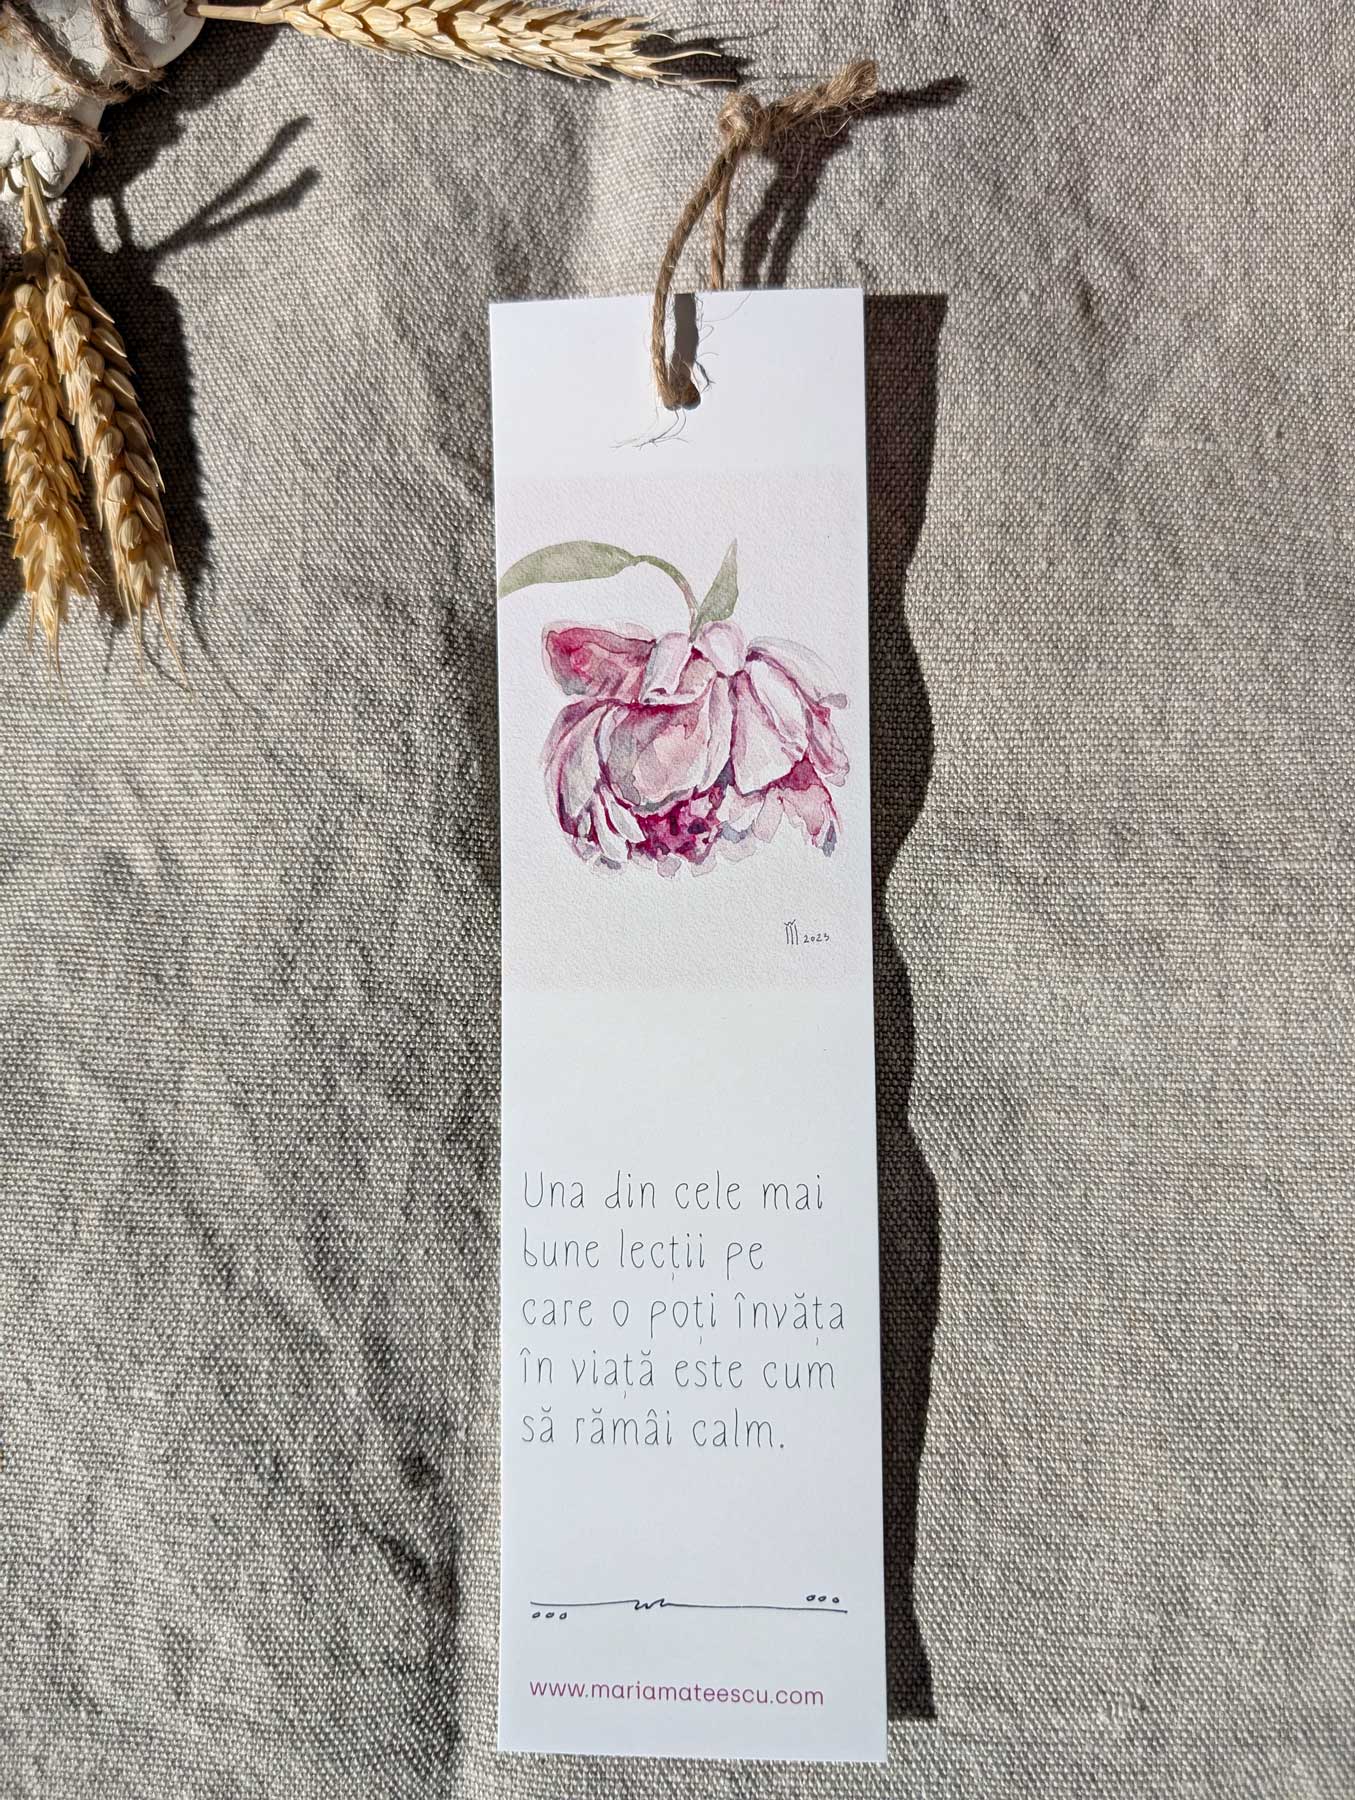 2023
Una din cele mai
bune lecții pe
care o poți învăța
în viață este cum
să rămâi calm.
www.mariamateescu.com